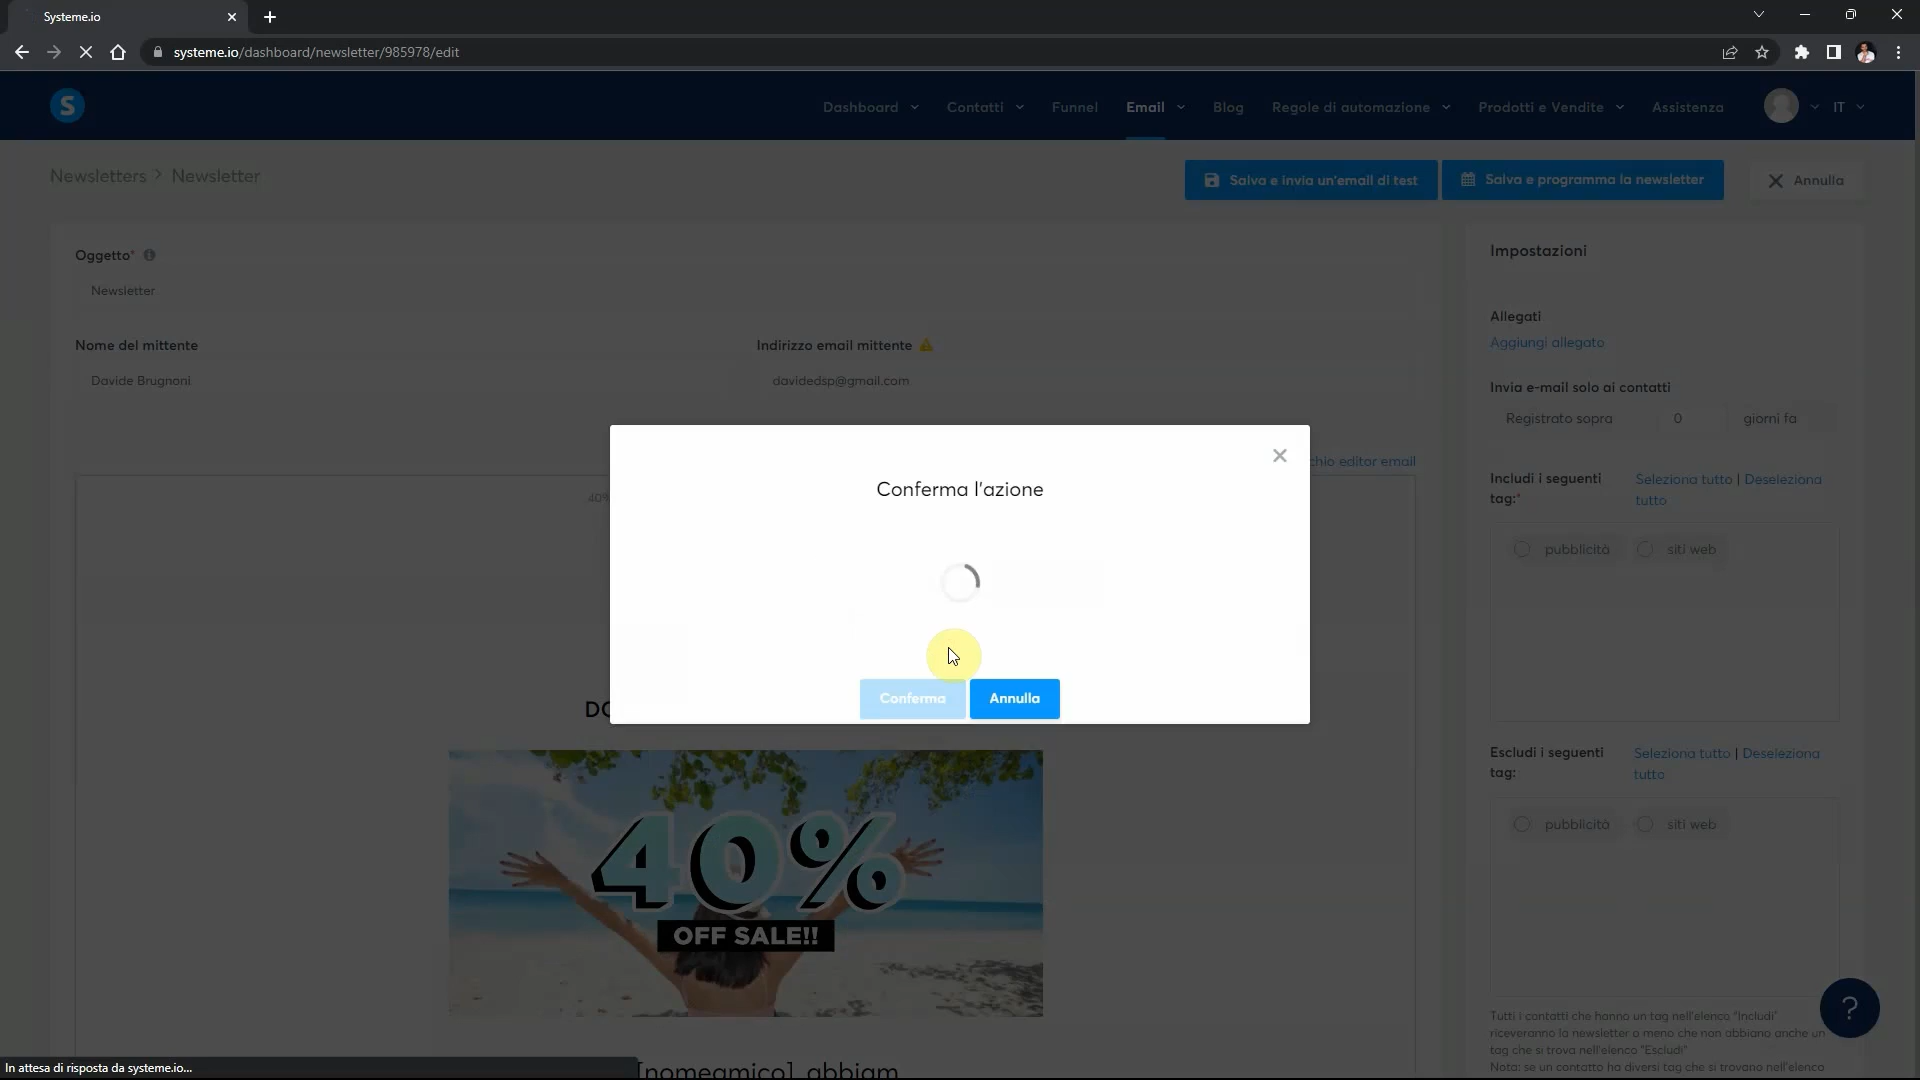 Systeme.io
systeme.io/dashboard/newsletter/985978/edit
S
Dashboard
Contatti
Funnel
Email
Blog
Regole di automazione
Prodotti e Vendite
Assistenza
IT
Newsletters > Newsletter
Salva e invia un'email di test
Salva e programma la newsletter
Annulla
Oggetto*
Newsletter
Nome del mittente
Indirizzo email mittente
Davide Brugnoni
davidedsp@gmail.com
chio editor email
40%
Conferma l'azione
Conferma
Annulla
DO
40%
OFF SALE!!
[nomeamico] abbiam
Impostazioni
Allegati
Aggiungi allegato
Invia e-mail solo ai contatti
Registrato sopra 0 giorni fa
Includi i seguenti tag:*
Seleziona tutto | Deseleziona tutto
pubblicità
siti web
Escludi i seguenti tag:
Seleziona tutto | Deseleziona tutto
pubblicità
siti web
Tutti i contatti che hanno un tag nell'elenco "Includi"
riceveranno la newsletter a meno che non abbiano anche un
tag che si trova nell'elenco "Escludi"
Nota: se un contatto ha diversi tag che si trovano nell'elenco
?
In attesa di risposta da systeme.io...